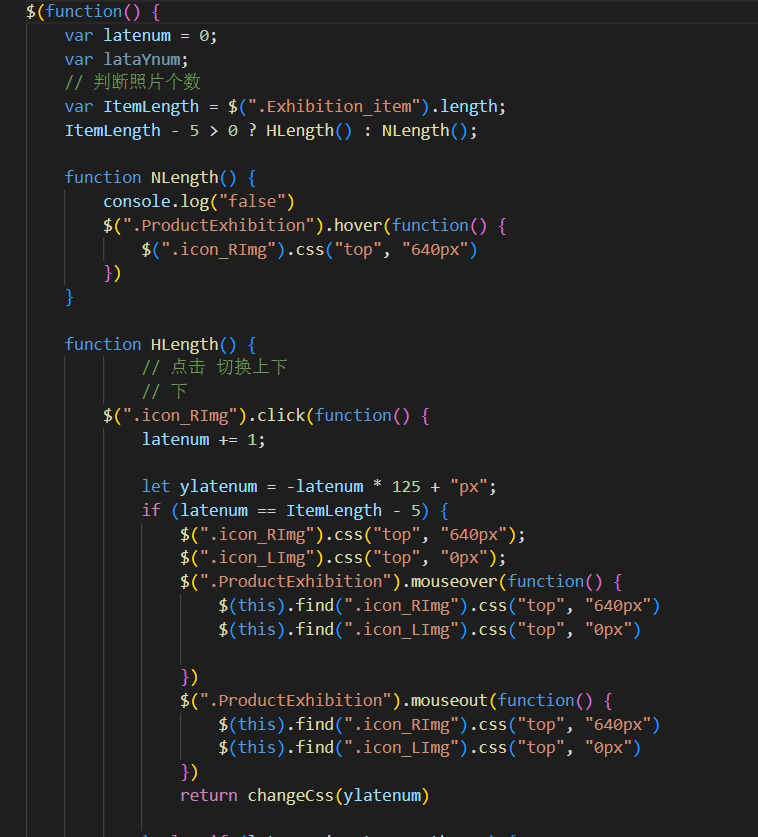 $(function() {
var latenum = 0;
var lataYnum;
// 判断照片个数
var ItemLength = $(".Exhibition_item").length;
ItemLength - 5 > 0 ? HLength() : NLength();
function NLength() {
console.log("false")
$(".ProductExhibition").hover(function() {
$(".icon_RImg").css("top", "640px")
})
}
function HLength() {
// 点击 切换上下
// 下
$(".icon_RImg").click(function() {
latenum += 1;
let ylatenum = -latenum * 125 + "px";
if (latenum == ItemLength - 5) {
$(".icon_RImg").css("top", "640px");
$(".icon_LImg").css("top", "0px");
$(".ProductExhibition").mouseover(function() {
$(this).find(".icon_RImg").css("top", "640px")
$(this).find(".icon_LImg").css("top", "0px")
})
$(".ProductExhibition").mouseout(function() {
$(this).find(".icon_RImg").css("top", "640px")
$(this).find(".icon_LImg").css("top", "0px")
})
return changeCss(ylatenum)